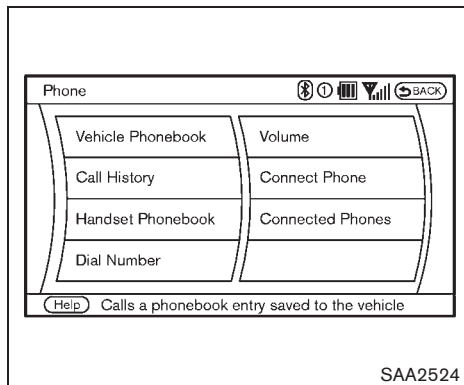 Phone ① BACK
Vehicle Phonebook
Call History
Handset Phonebook
Dial Number
Volume
Connect Phone
Connected Phones
Help Calls a phonebook entry saved to the vehicle
SAA2524